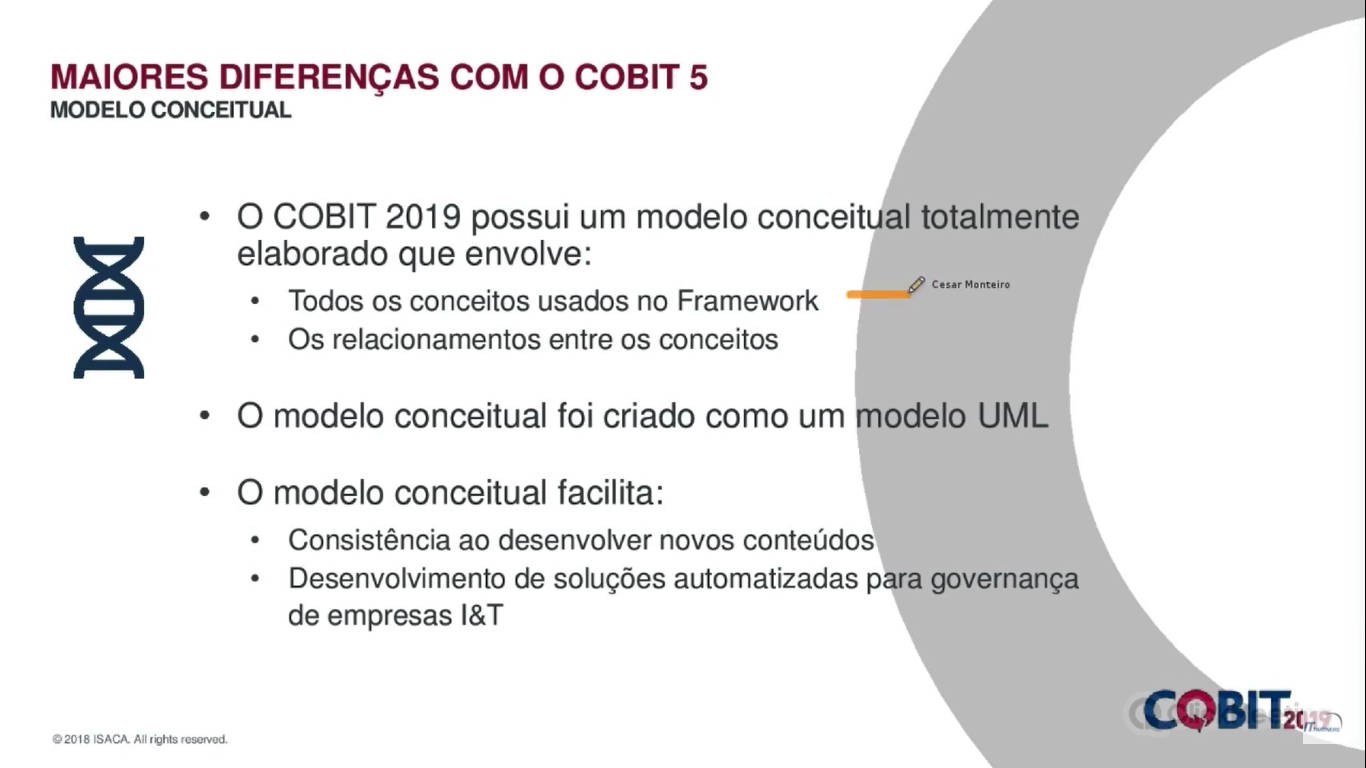 MAIORES DIFERENÇAS COM O COBIT 5
MODELO CONCEITUAL
• O COBIT 2019 possui um modelo conceitual totalmente
elaborado que envolve:
• Todos os conceitos usados no Framework
Cesar Monteiro
• Os relacionamentos entre os conceitos
• O modelo conceitual foi criado como um modelo UML
• O modelo conceitual facilita:
• Consistência ao desenvolver novos conteúdos
• Desenvolvimento de soluções automatizadas para governança
de empresas I&T
COBIT 2019
© 2018 ISACA. All rights reserved.